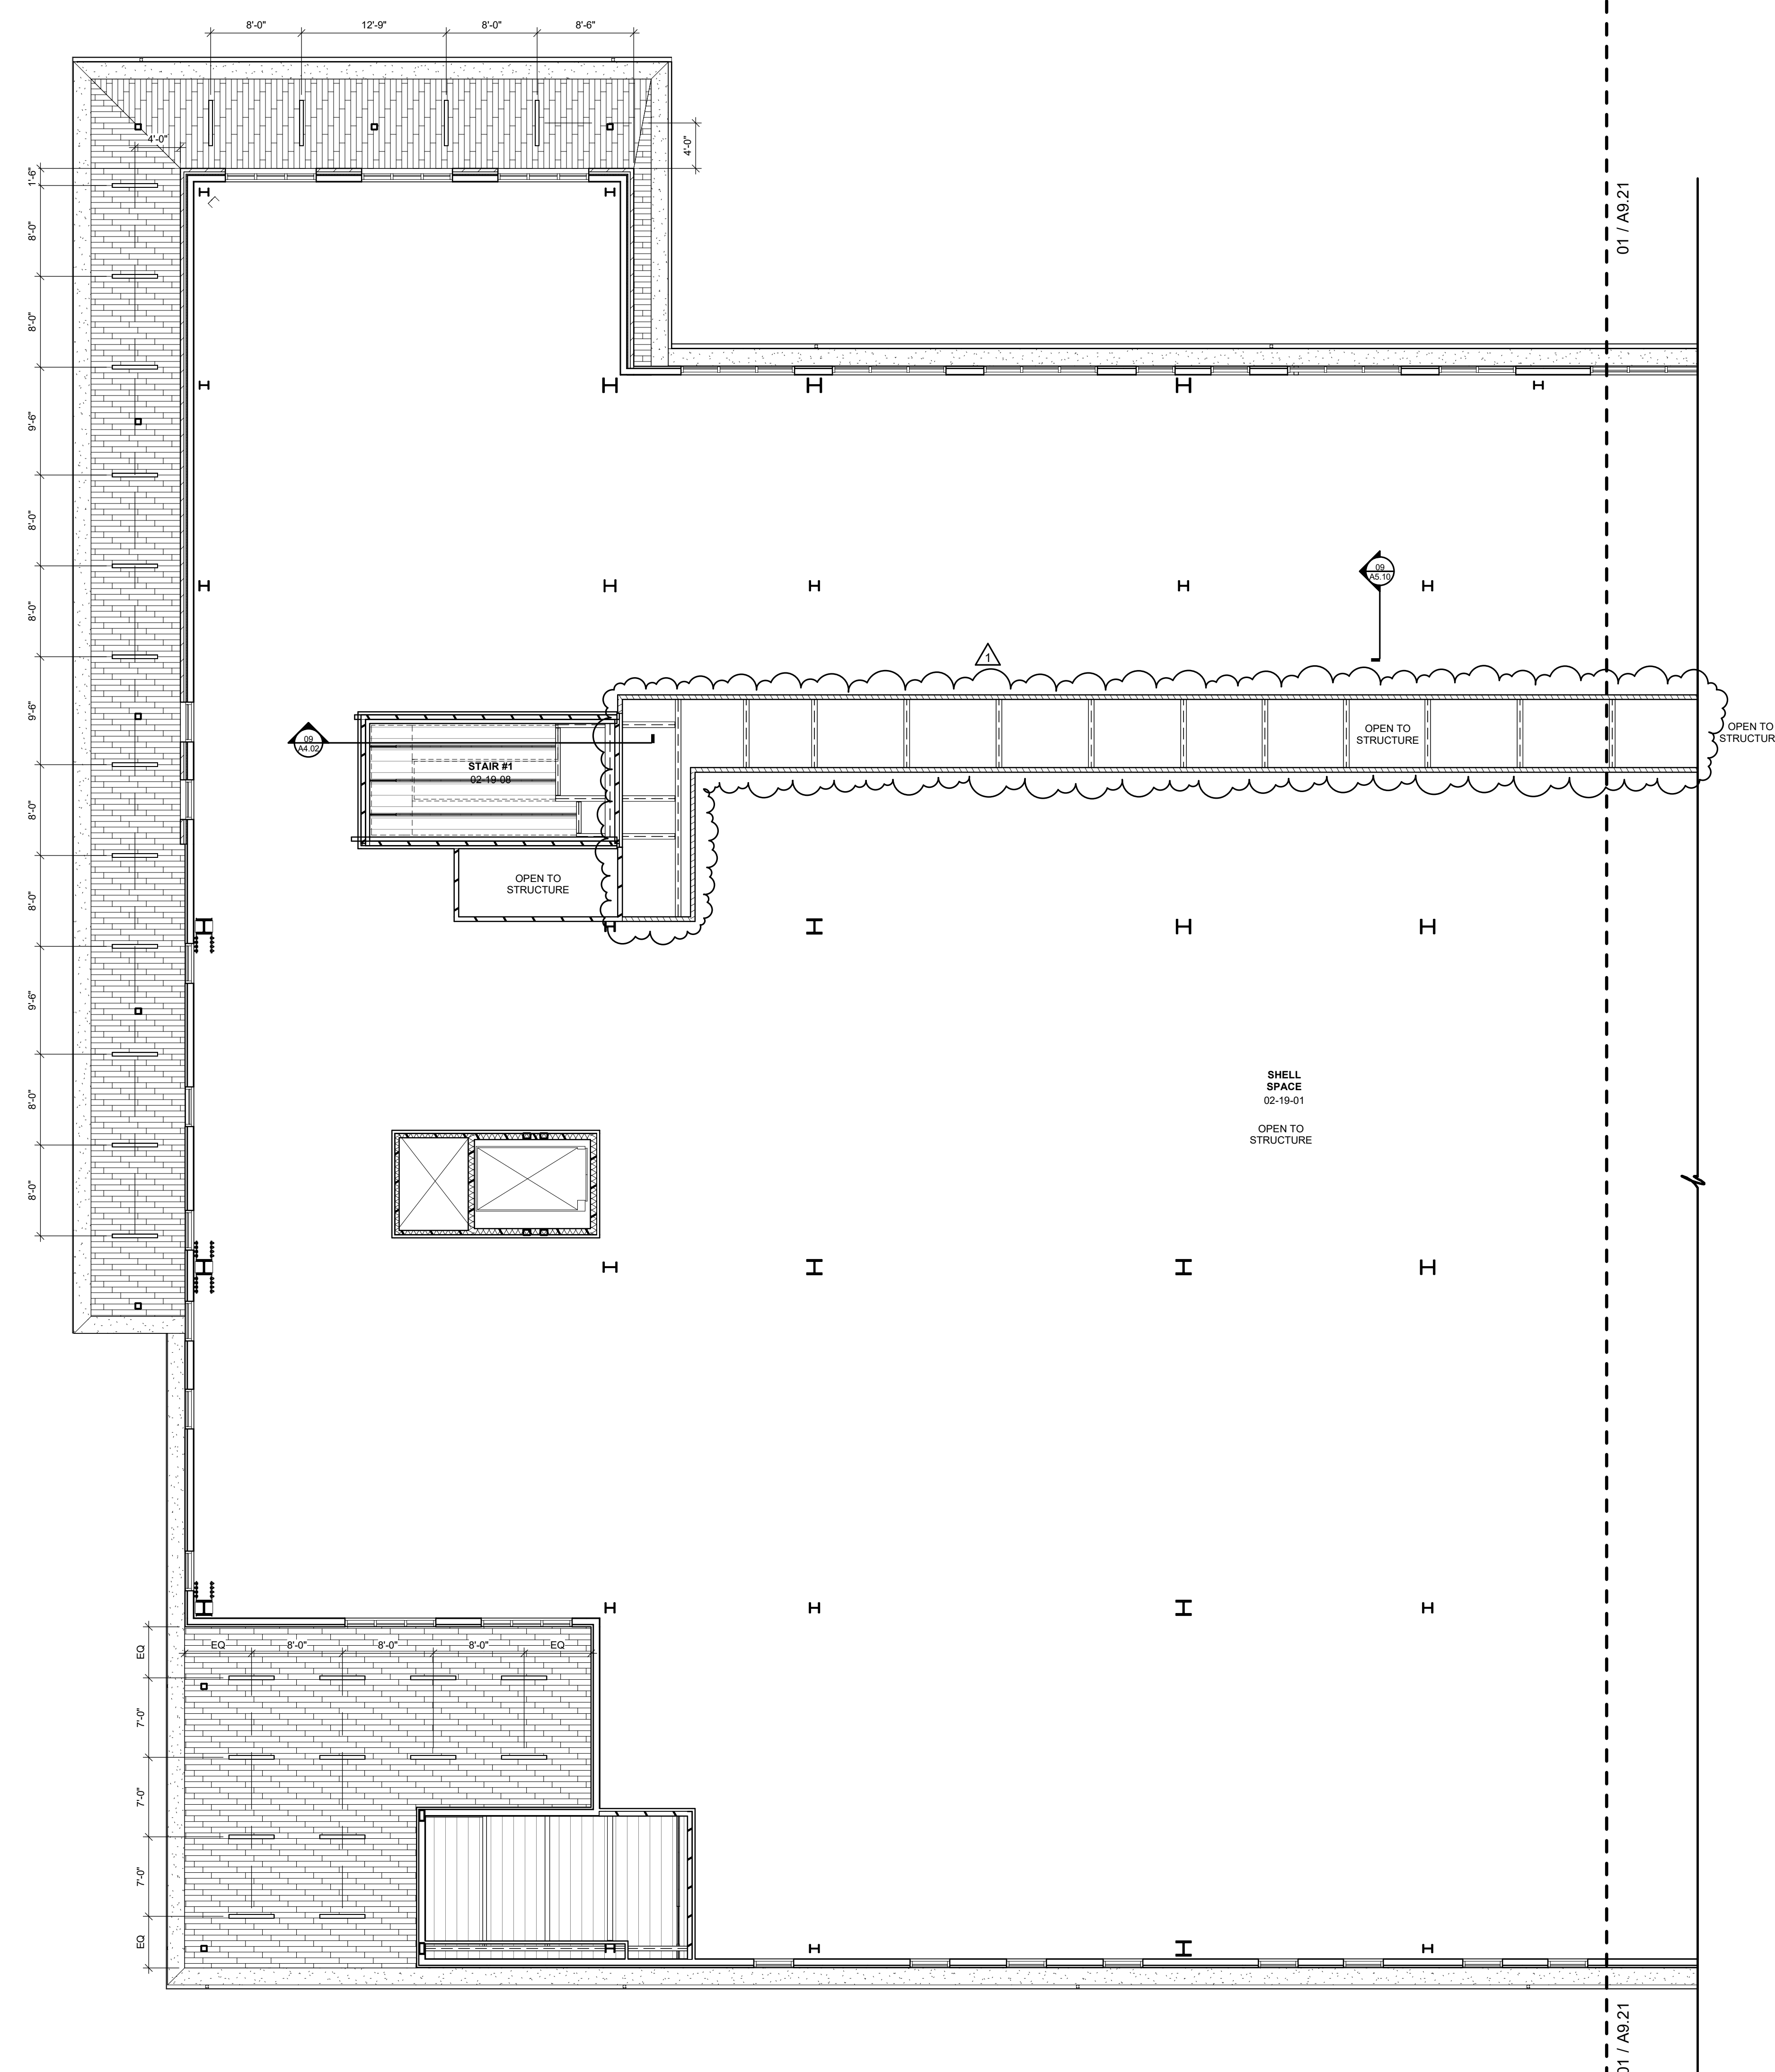 8'-0"
12'-9"
8'-0"
8'-6"
4'-0"
4'-0"
01 / A9.21
1'-6"
8'-0"
8'-0"
9'-6"
8'-0"
8'-0"
9'-6"
8'-0"
8'-0"
9'-6"
8'-0"
8'-0"
09
A5.10
1
OPEN TO
STRUCTURE
OPEN TO
STRUCTUR
09
A4.02
STAIR #1
02-19-08
OPEN TO
STRUCTURE
SHELL
SPACE
02-19-01
OPEN TO
STRUCTURE
EQ
8'-0"
8'-0"
8'-0"
EQ
EQ
7'-0"
7'-0"
7'-0"
EQ
01 / A9.21